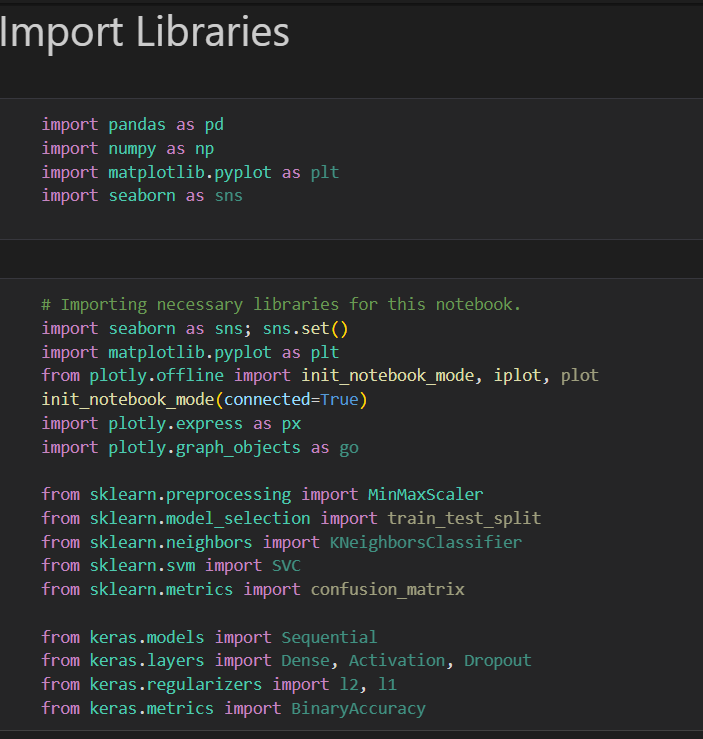 Import Libraries
import pandas as pd
import numpy as np
import matplotlib.pyplot as plt
import seaborn as sns
# Importing necessary libraries for this notebook.
import seaborn as sns; sns.set()
import matplotlib.pyplot as plt
from plotly.offline import init_notebook_mode, iplot, plot
init_notebook_mode(connected=True)
import plotly.express as px
import plotly.graph_objects as go
from sklearn.preprocessing import MinMaxScaler
from sklearn.model_selection import train_test_split
from sklearn.neighbors import KNeighborsClassifier
from sklearn.svm import SVC
from sklearn.metrics import confusion_matrix
from keras.models import Sequential
from keras.layers import Dense, Activation, Dropout
from keras.regularizers import l2, l1
from keras.metrics import BinaryAccuracy